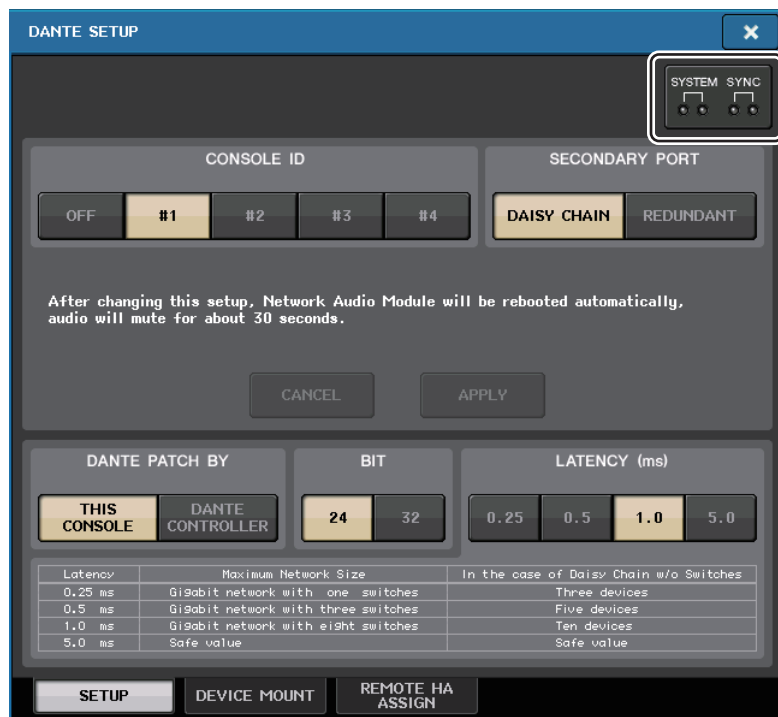 DANTE SETUP
SYSTEM SYNC
CONSOLE ID
SECONDARY PORT
OFF #1 #2 #3 #4
DAISY CHAIN REDUNDANT
After changing this setup, Network Audio Module will be rebooted automatically,
audio will mute for about 30 seconds.
CANCEL APPLY
DANTE PATCH BY
BIT
LATENCY (ms)
THIS CONSOLE DANTE CONTROLLER
24 32
0.25 0.5 1.0 5.0
Latency Maximum Network Size In the case of Daisy Chain w/o Switches
0.25 ms Gigabit network with one switches Three devices
0.5 ms Gigabit network with three switches Five devices
1.0 ms Gigabit network with eight switches Ten devices
5.0 ms Safe value Safe value
SETUP DEVICE MOUNT REMOTE HA ASSIGN